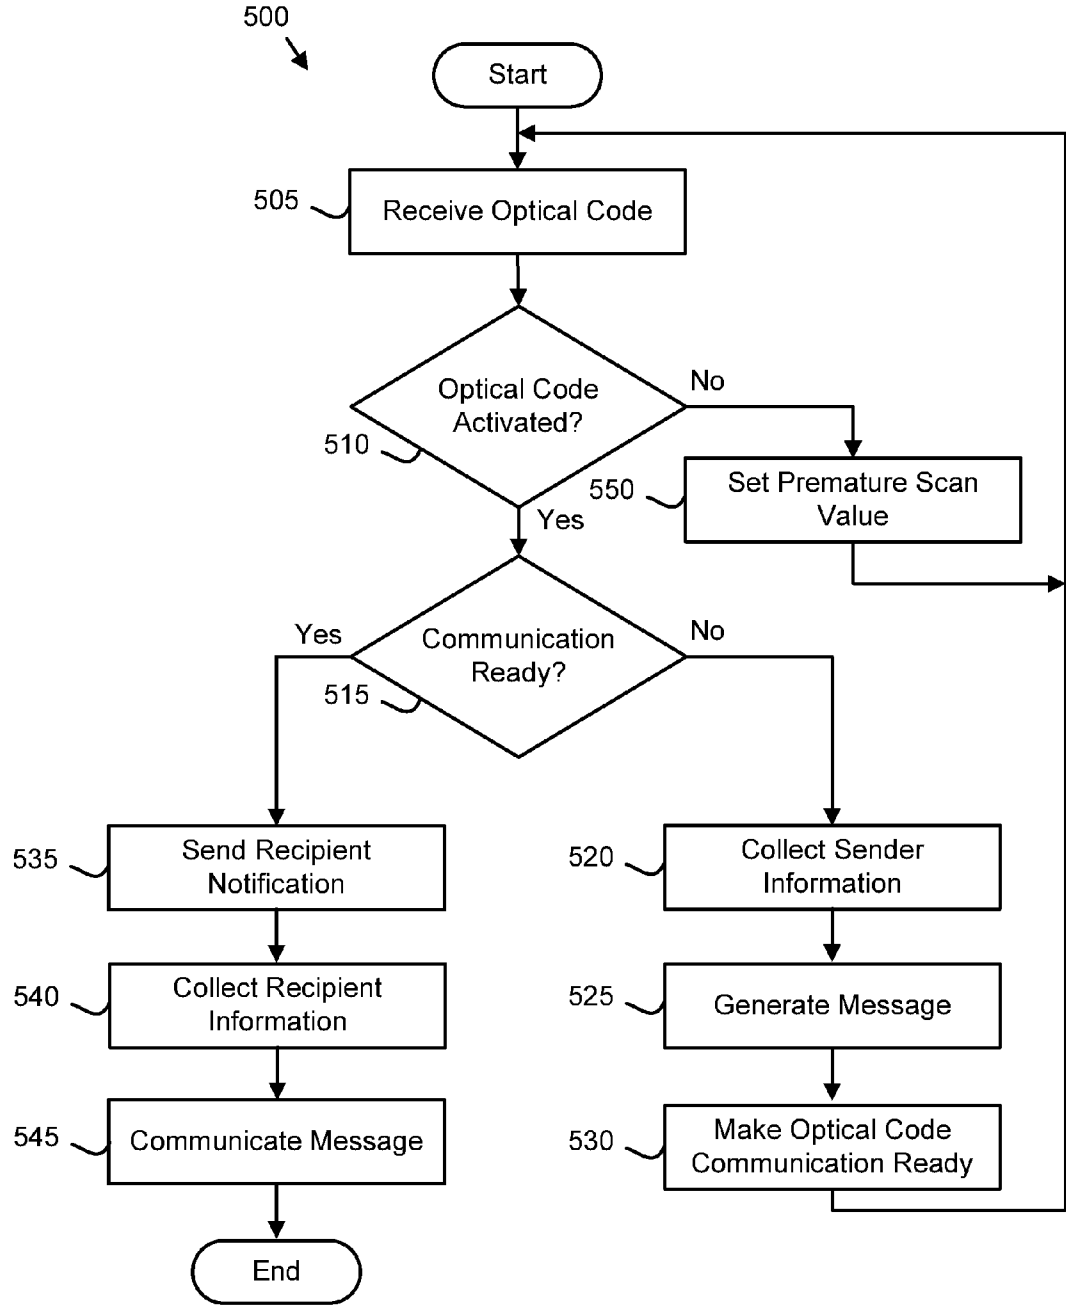 500
Start
505
Receive Optical Code
Optical Code
Activated?
No
510
550
Set Premature Scan
Value
Yes
Yes
Communication
Ready?
No
515
535
Send Recipient
Notification
520
Collect Sender
Information
540
Collect Recipient
Information
525
Generate Message
545
Communicate Message
530
Make Optical Code
Communication Ready
End